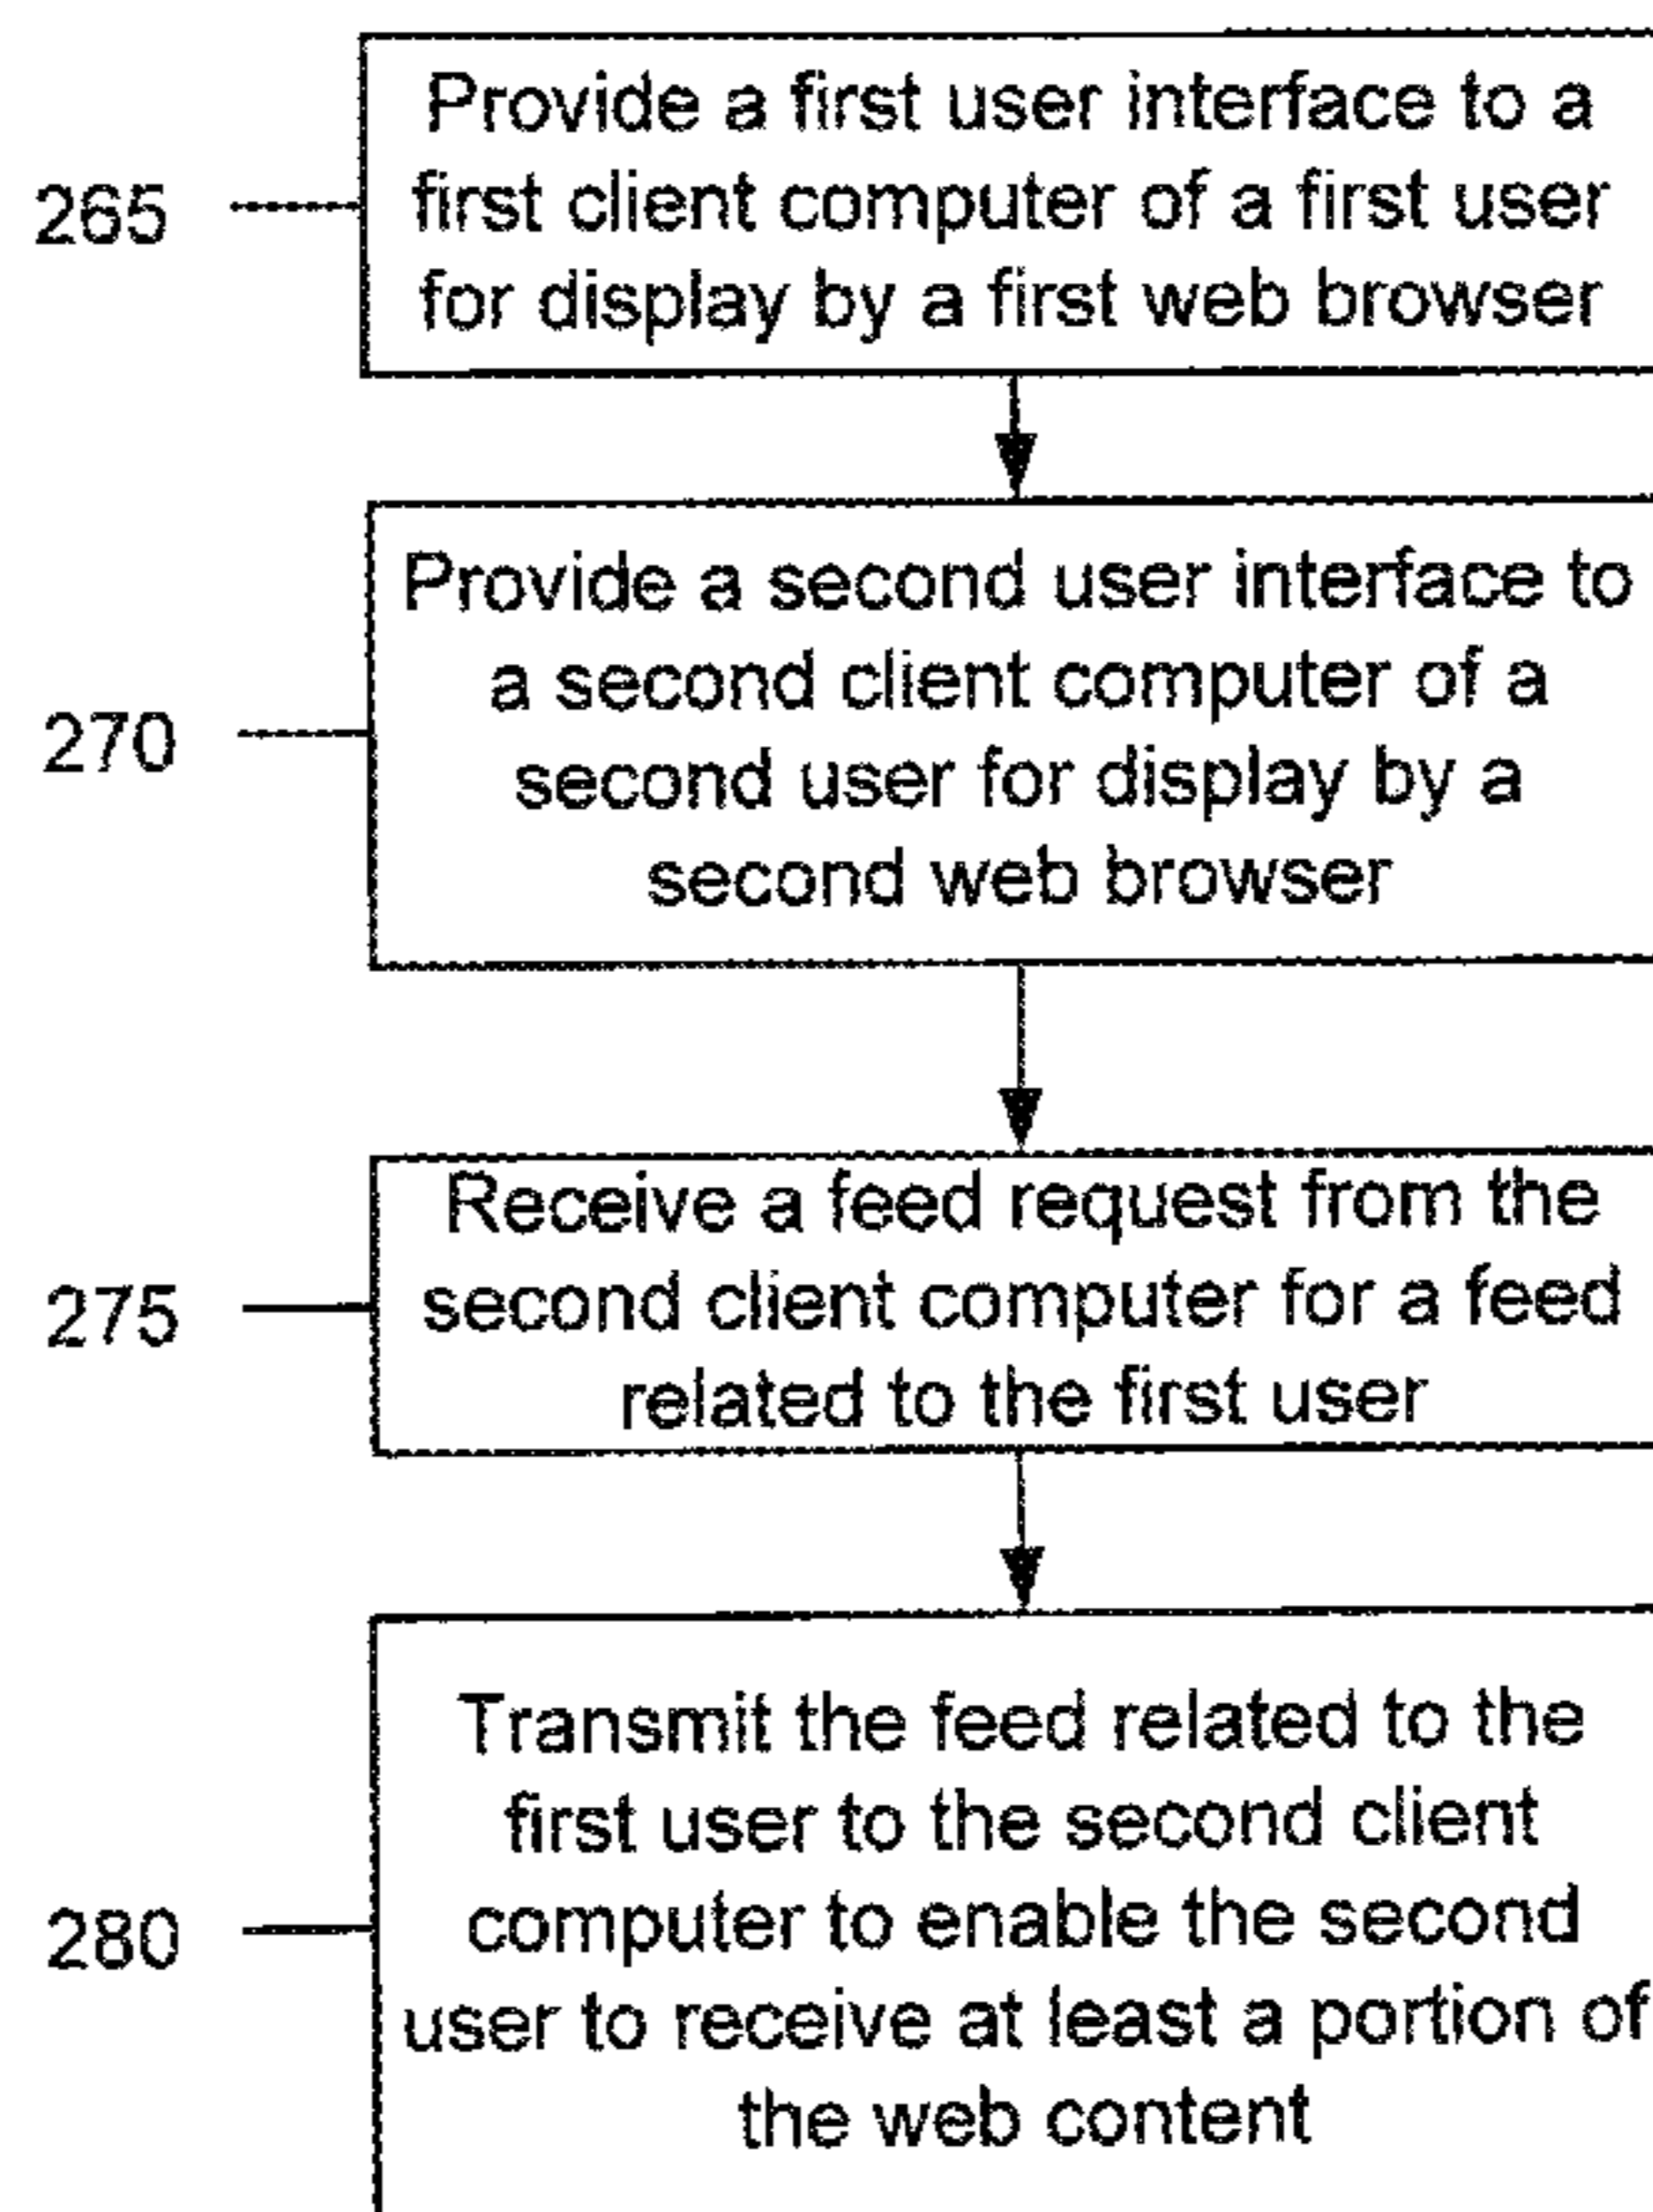 Provide a first user interface to a
265
first client computer of a first user
for display by a first web browser
Provide a second user interface to
a second client computer of a
270
second user for display by a
second web browser
Receive a feed request from the
275
second client computer for a feed
related to the first user
Transmit the feed related to the
first user to the second client
280
computer to enable the second
user to receive at least a portion of
the web content